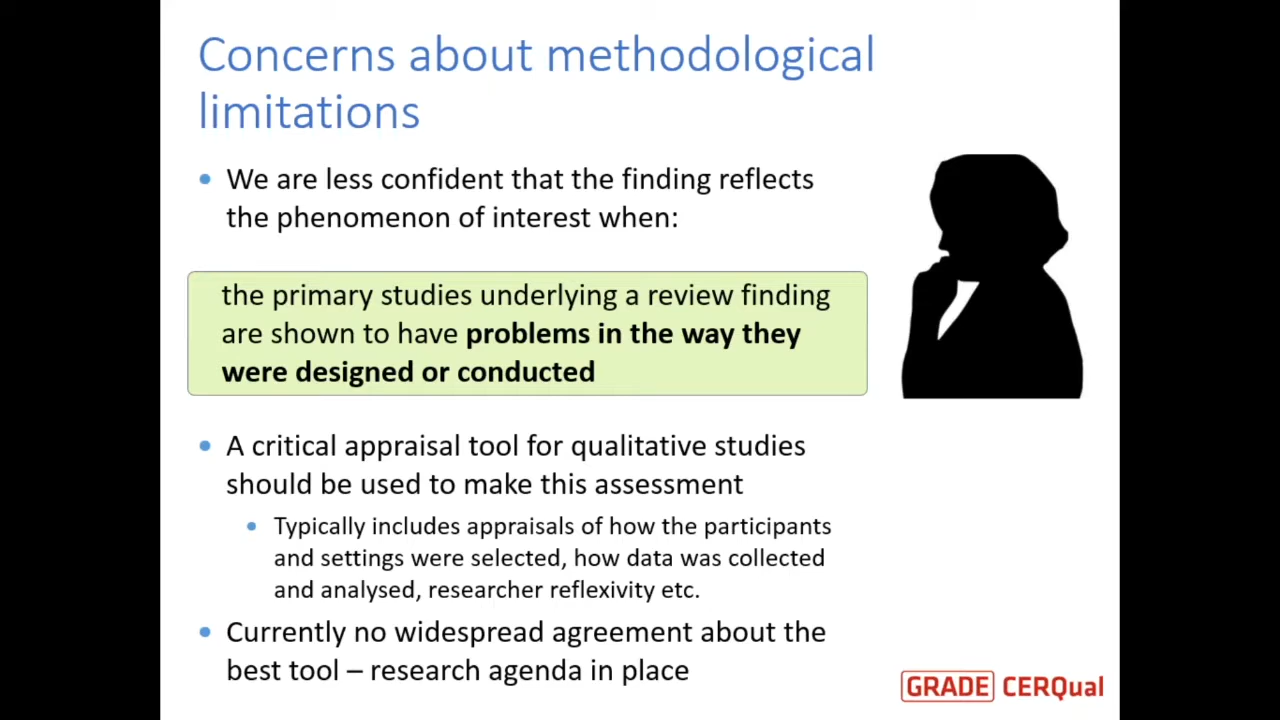 Concerns about methodological
limitations
• We are less confident that the finding reflects
the phenomenon of interest when:
the primary studies underlying a review finding
are shown to have problems in the way they
were designed or conducted
• A critical appraisal tool for qualitative studies
should be used to make this assessment
• Typically includes appraisals of how the participants
and settings were selected, how data was collected
and analysed, researcher reflexivity etc.
• Currently no widespread agreement about the
best tool – research agenda in place
GRADE CERQual